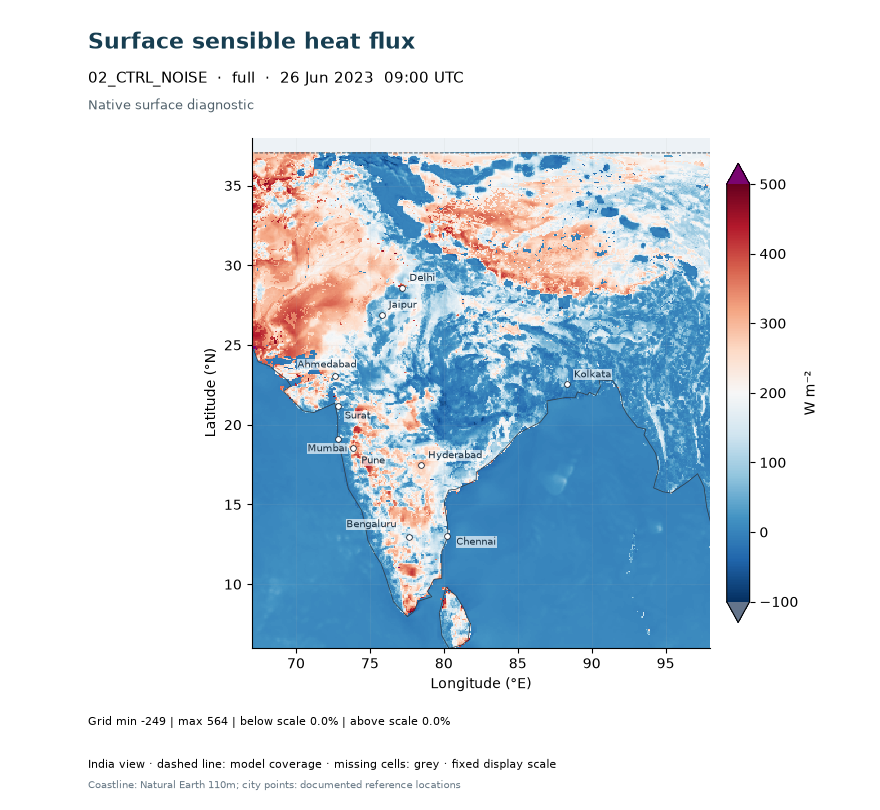 Surface sensible heat flux
02_CTRL_NOISE · full · 26 Jun 2023 09:00 UTC
Native surface diagnostic
35
30
25
20
15
10
Latitude (°N)
70
75
80
85
90
95
Longitude (°E)
Delhi
Jaipur
Ahmedabad
Kolkata
Surat
Mumbai
Pune
Hyderabad
Bengaluru
Chennai
500
400
300
200
100
0
−100
W m⁻²
Grid min -249 | max 564 | below scale 0.0% | above scale 0.0%
India view · dashed line: model coverage · missing cells: grey · fixed display scale
Coastline: Natural Earth 110m; city points: documented reference locations